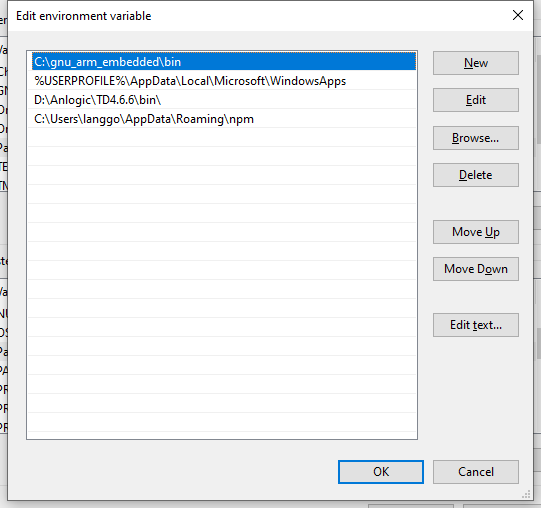 Edit environment variable
C:\gnu_arm_embedded\bin
%USERPROFILE%\AppData\Local\Microsoft\WindowsApps
D:\Anlogic\TD4.6.6\bin\
C:\Users\langgo\AppData\Roaming\npm
New
Edit
Browse...
Delete
Move Up
Move Down
Edit text...
OK
Cancel